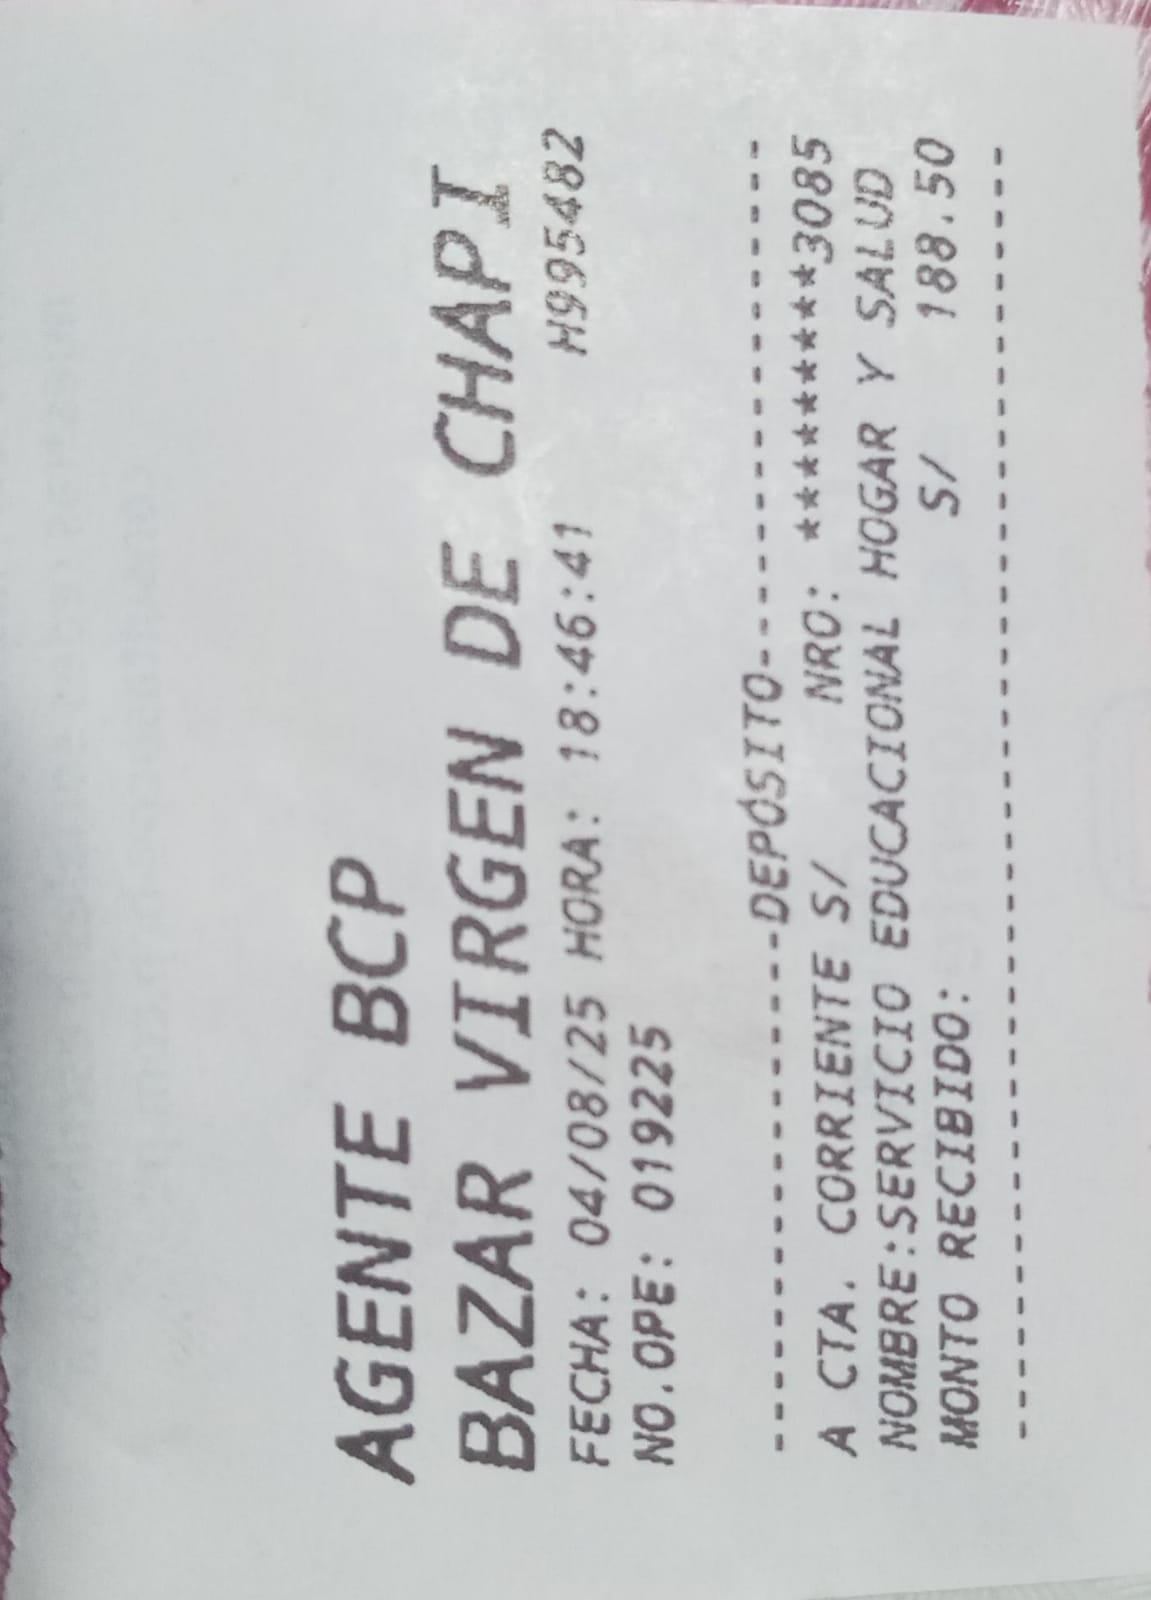 AGENTE BCP
BAZAR VIRGEN DE CHAPI
FECHA: 04/08/25 HORA: 18:46:41 H995482
NO.OPE: 019225
--------------------DEPÓSITO--------------------
A CTA. CORRIENTE S/ NRO: ********3085
NOMBRE:SERVICIO EDUCACIONAL HOGAR Y SALUD
MONTO RECIBIDO: S/ 188.50
------------------------------------------------